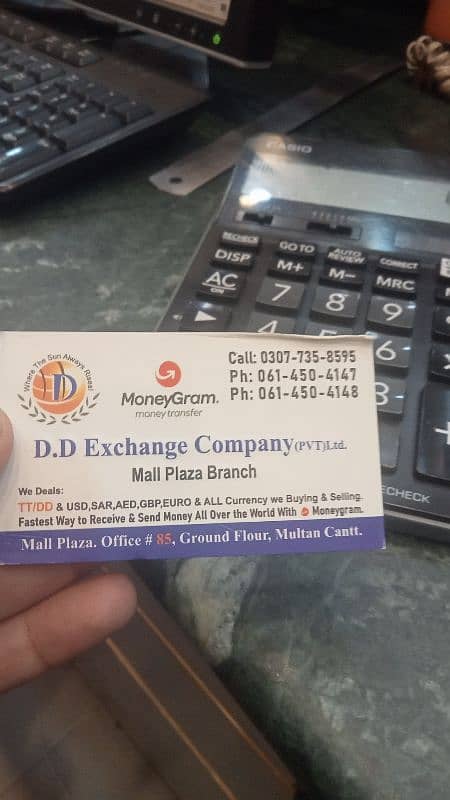 CASIO
RECHECK
DISP
GO TO
M+
AUTO REVIEW
M-
CORRECT
MRC
AC
ON
7
8
9
4
6
3
+
ECHECK
Where The Sun Always Rises!
DD
MoneyGram.
money transfer
Call: 0307-735-8595
Ph: 061-450-4147
Ph: 061-450-4148
D.D Exchange Company (PVT)Ltd.
Mall Plaza Branch
We Deals:
TT/DD & USD,SAR,AED,GBP,EURO & ALL Currency we Buying & Selling.
Fastest Way to Receive & Send Money All Over the World With Moneygram.
Mall Plaza. Office # 85, Ground Flour, Multan Cantt.